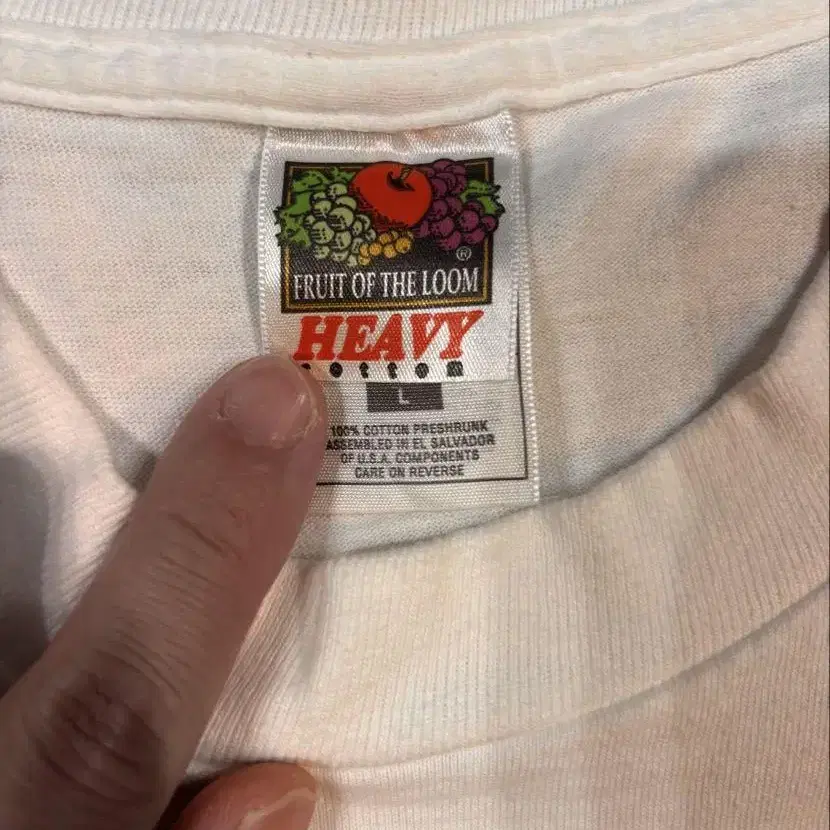 ®
FRUIT OF THE LOOM
HEAVY
cotton
L
100% COTTON PRESHRUNK
ASSEMBLED IN EL SALVADOR
OF U.S.A. COMPONENTS
CARE ON REVERSE